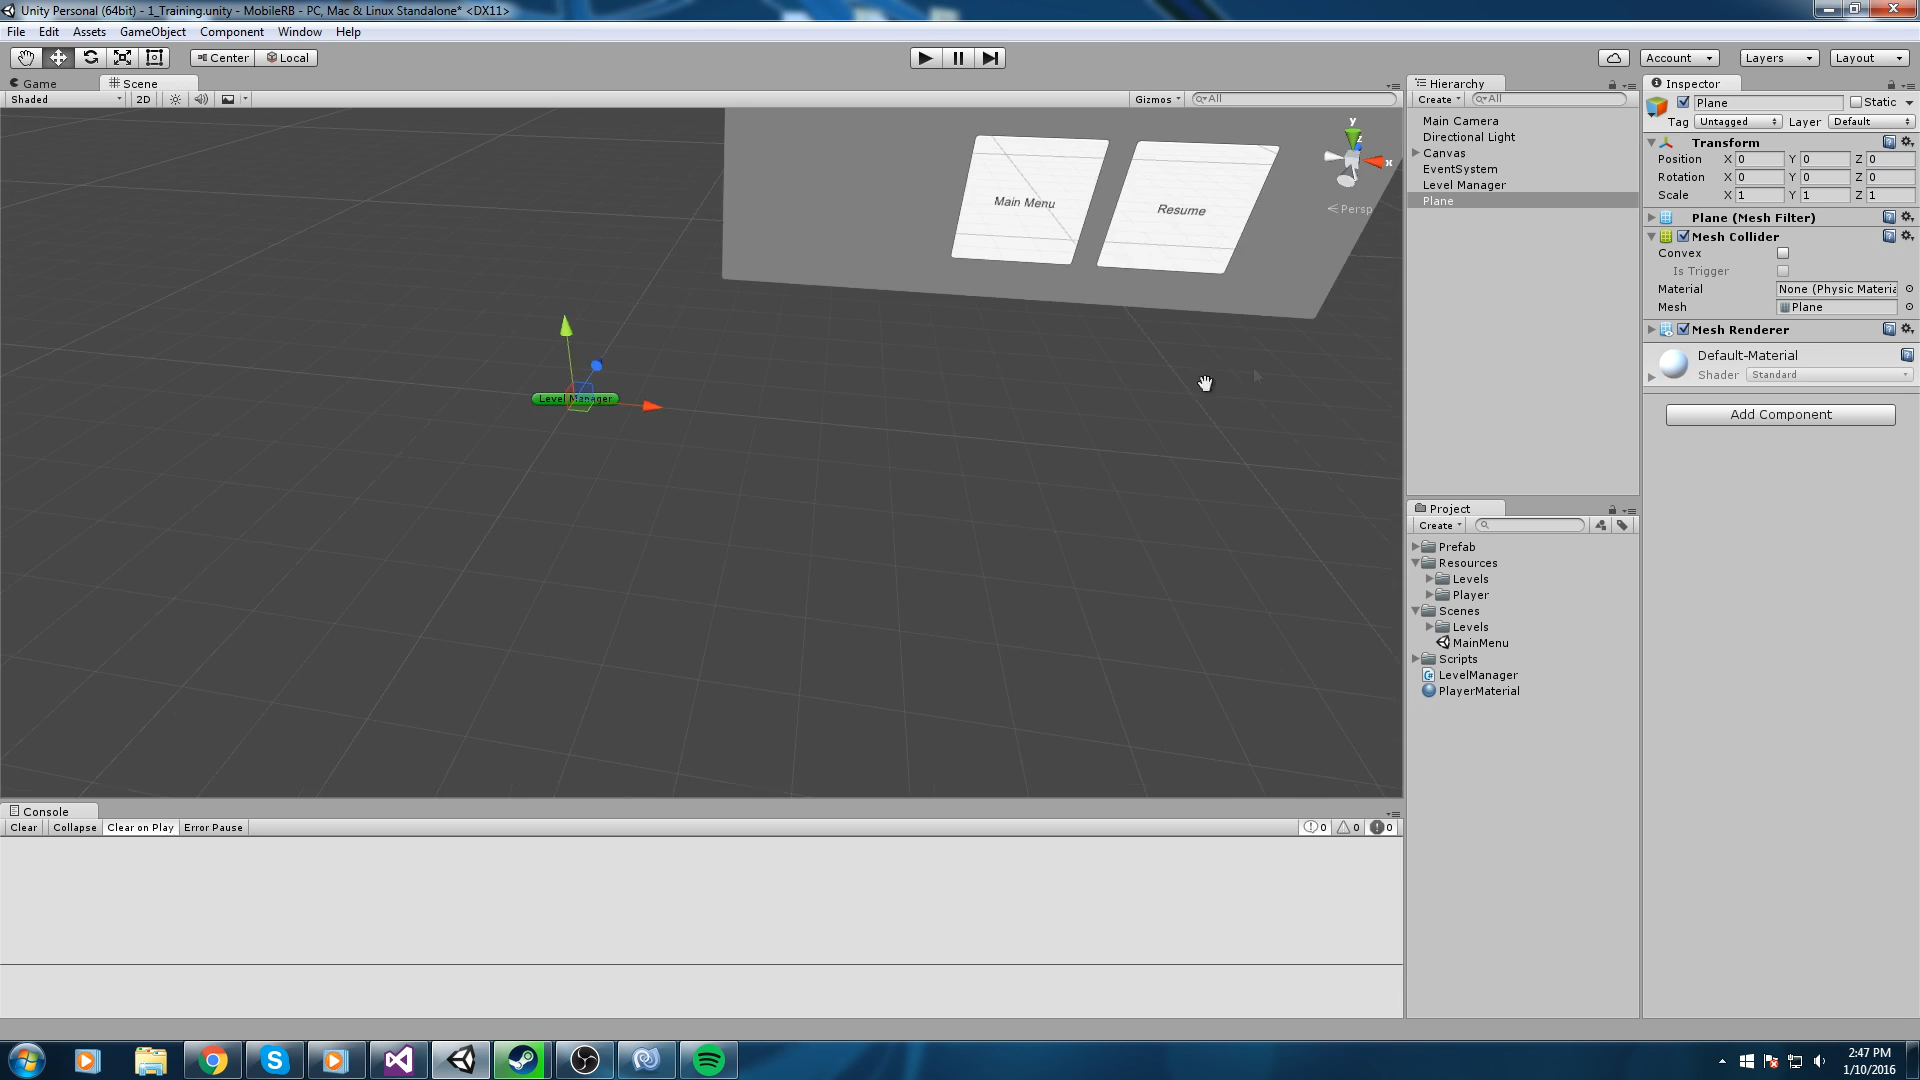 Unity Personal (64bit) - 1_Training.unity - MobileRB - PC, Mac & Linux Standalone* <DX11>
File Edit Assets GameObject Component Window Help
Center Local Account Layers Layout
Game Scene
Shaded 2D Gizmos All
Main Menu Resume
y
z
x
Persp
Level Manager
Hierarchy
Create All
Main Camera
Directional Light
Canvas
EventSystem
Level Manager
Plane
Project
Create
Prefab
Resources
Levels
Player
Scenes
Levels
MainMenu
Scripts
LevelManager
PlayerMaterial
Inspector
Plane Static
Tag Untagged Layer Default
Transform
Position X 0 Y 0 Z 0
Rotation X 0 Y 0 Z 0
Scale X 1 Y 1 Z 1
Plane (Mesh Filter)
Mesh Collider
Convex
Is Trigger
Material None (Physic Materia
Mesh Plane
Mesh Renderer
Default-Material
Shader Standard
Add Component
Console
Clear Collapse Clear on Play Error Pause 0 0 0
2:47 PM
1/10/2016